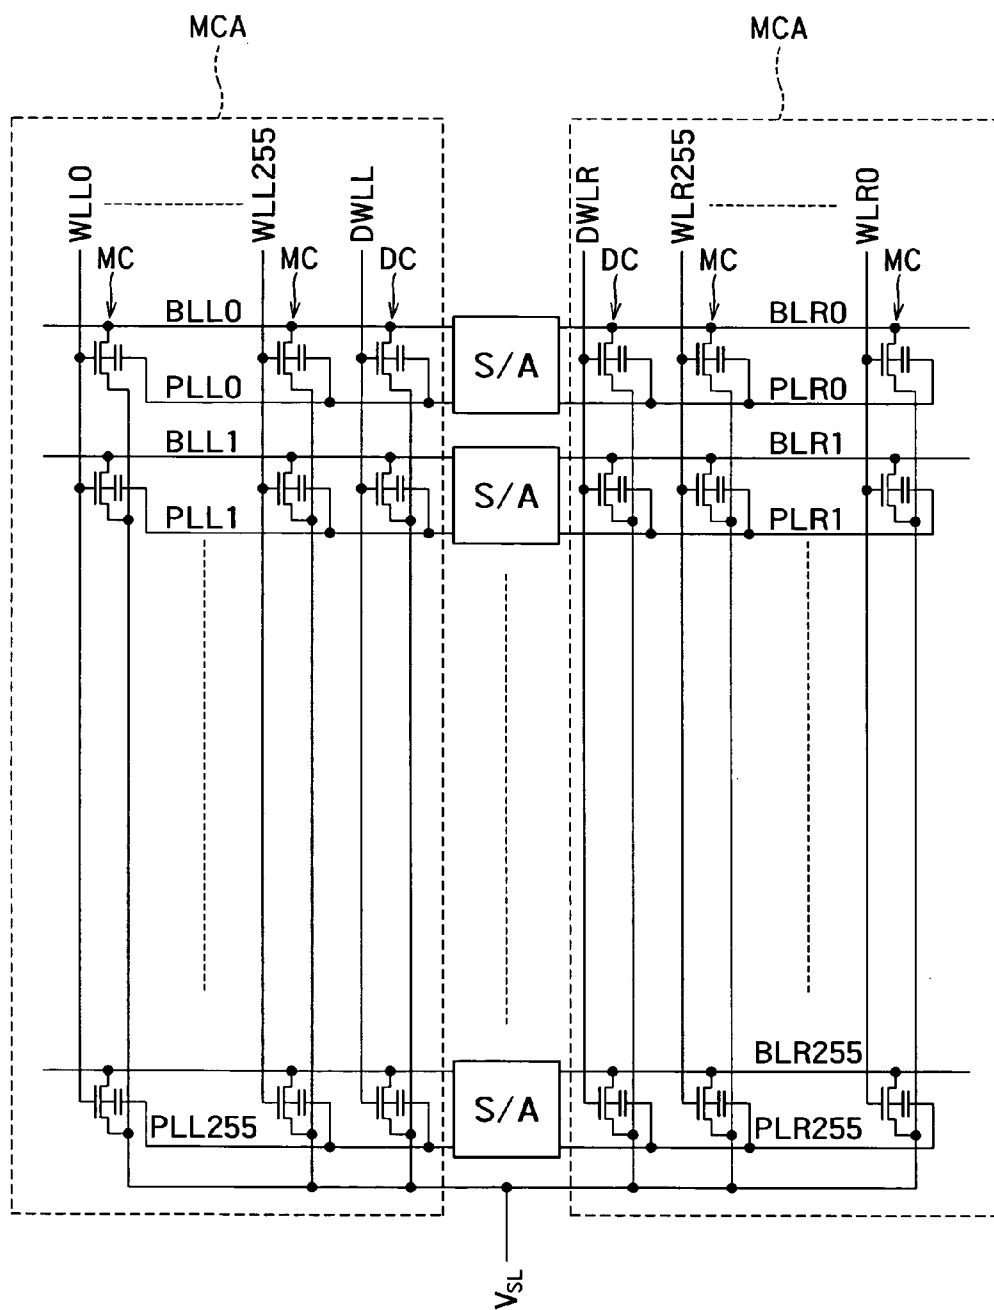 MCA
MCA
WLL0
WLL255
DWLL
DWLR
WLR255
WLR0
MC
MC
DC
DC
MC
MC
BLL0
BLR0
S/A
PLL0
PLR0
BLL1
BLR1
S/A
PLL1
PLR1
BLR255
S/A
PLL255
PLR255
VSL